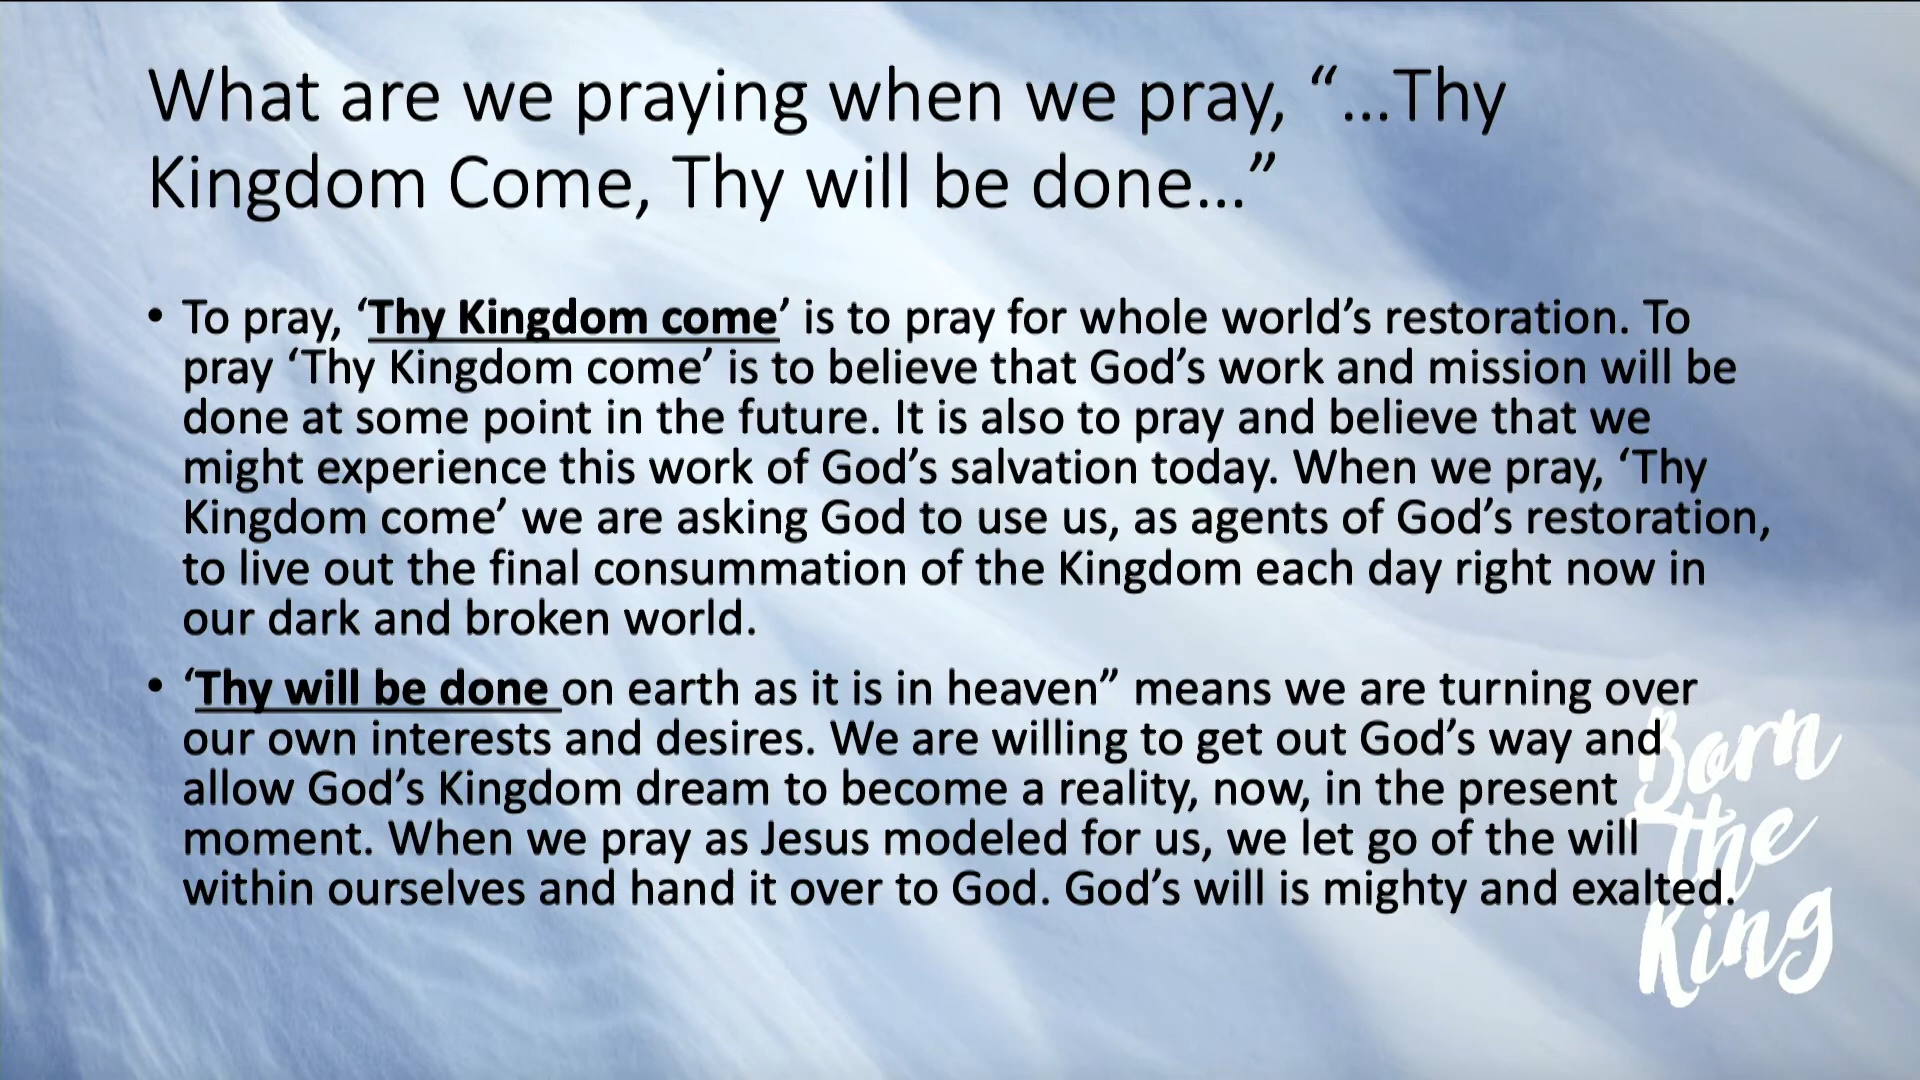 What are we praying when we pray, “…Thy
Kingdom Come, Thy will be done…”
• To pray, ‘Thy Kingdom come’ is to pray for whole world’s restoration. To
pray ‘Thy Kingdom come’ is to believe that God’s work and mission will be
done at some point in the future. It is also to pray and believe that we
might experience this work of God’s salvation today. When we pray, ‘Thy
Kingdom come’ we are asking God to use us, as agents of God’s restoration,
to live out the final consummation of the Kingdom each day right now in
our dark and broken world.
• ‘Thy will be done on earth as it is in heaven” means we are turning over
our own interests and desires. We are willing to get out God’s way and
allow God’s Kingdom dream to become a reality, now, in the present
moment. When we pray as Jesus modeled for us, we let go of the will
within ourselves and hand it over to God. God’s will is mighty and exalted.
Born
the
King